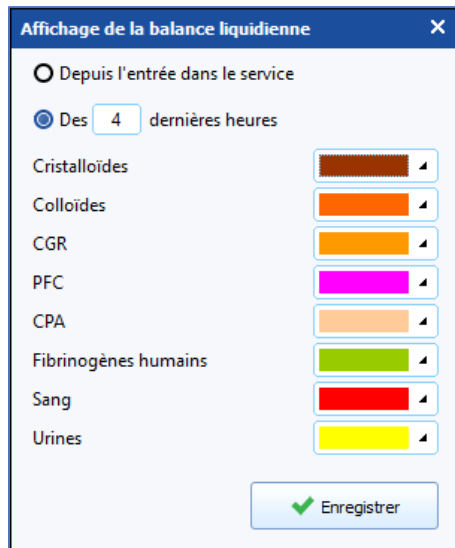 Affichage de la balance liquidienne
Depuis l'entrée dans le service
Des 4 dernières heures
Cristalloïdes
Colloïdes
CGR
PFC
CPA
Fibrinogènes humains
Sang
Urines
Enregistrer